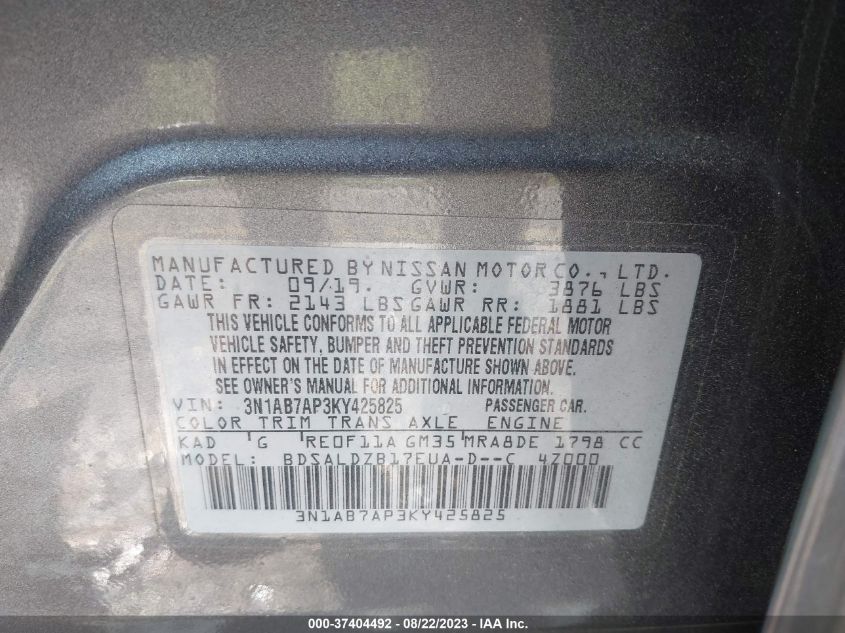 MANUFACTURED BY NISSAN MOTOR CO., LTD.
DATE: 09/19. GVWR: 3876 LBS
GAWR FR: 2143 LBS GAWR RR: 1881 LBS
THIS VEHICLE CONFORMS TO ALL APPLICABLE FEDERAL MOTOR
VEHICLE SAFETY, BUMPER AND THEFT PREVENTION STANDARDS
IN EFFECT ON THE DATE OF MANUFACTURE SHOWN ABOVE.
SEE OWNER'S MANUAL FOR ADDITIONAL INFORMATION.
VIN: 3N1AB7AP3KY425825 PASSENGER CAR.
COLOR TRIM TRANS AXLE ENGINE
KAD G RE0F11A GM35 MRA8DE 1798 CC
MODEL: BDSALDZB17EUA-D--C 4Z000
3N1AB7AP3KY425825
000-37404492 - 08/22/2023 - IAA Inc.